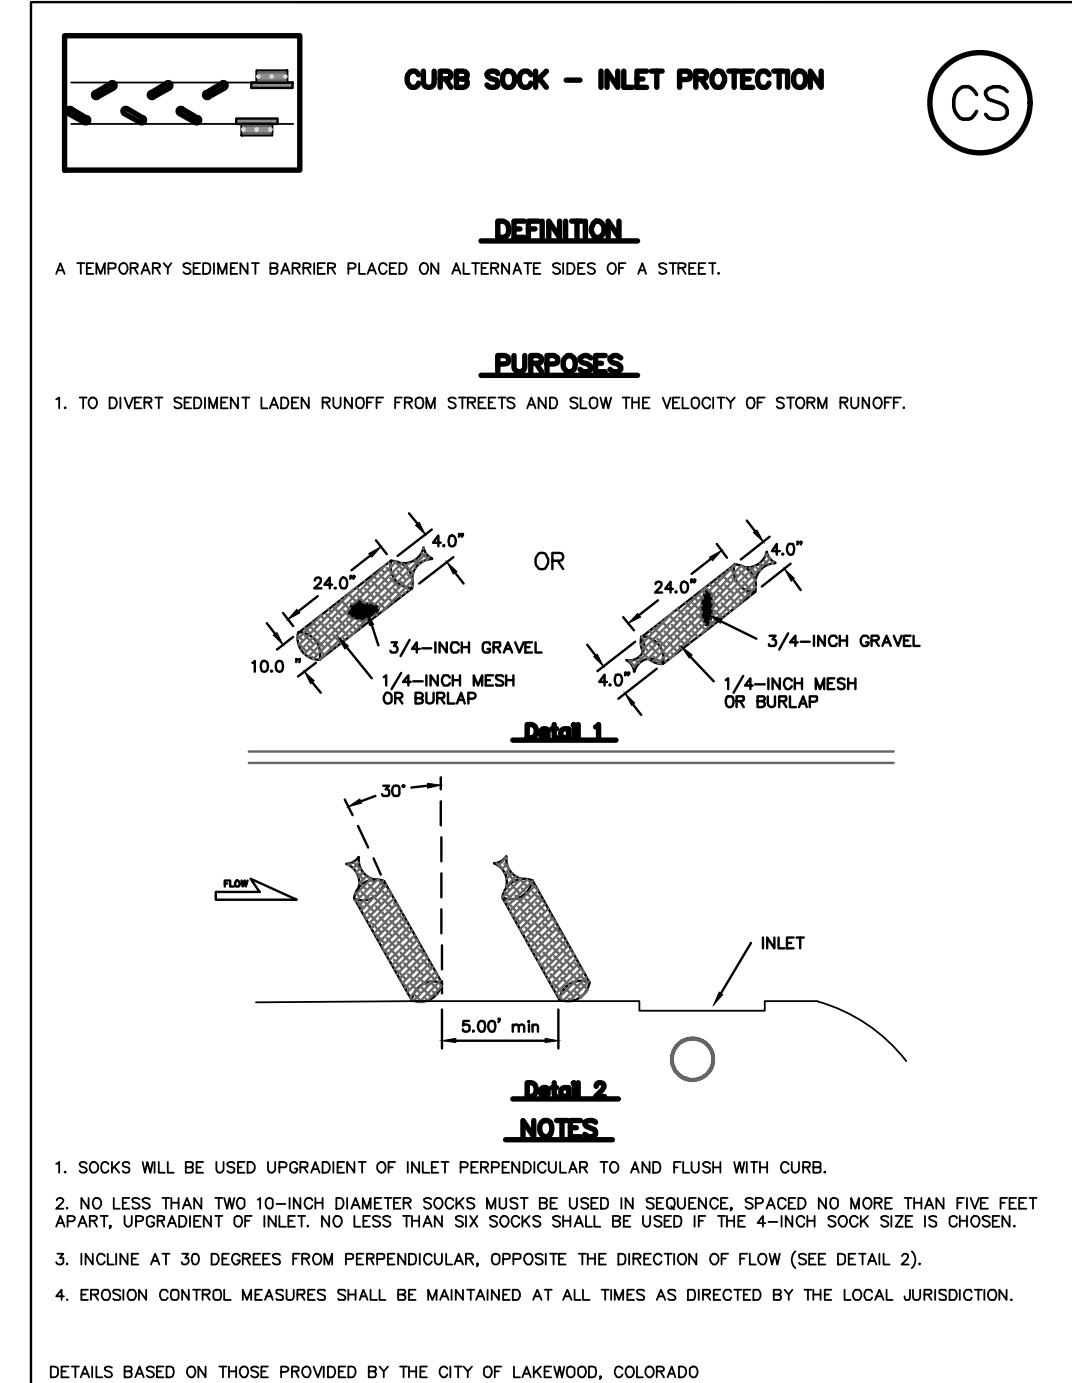 CURB SOCK – INLET PROTECTION
CS
DEFINITION
A TEMPORARY SEDIMENT BARRIER PLACED ON ALTERNATE SIDES OF A STREET.
PURPOSES
1. TO DIVERT SEDIMENT LADEN RUNOFF FROM STREETS AND SLOW THE VELOCITY OF STORM RUNOFF.
4.0"
24.0"
10.0 "
3/4–INCH GRAVEL
1/4–INCH MESH
OR BURLAP
OR
4.0"
24.0"
4.0"
3/4–INCH GRAVEL
1/4–INCH MESH
OR BURLAP
Detail 1
30°
FLOW
INLET
5.00' min
Detail 2
NOTES
1. SOCKS WILL BE USED UPGRADIENT OF INLET PERPENDICULAR TO AND FLUSH WITH CURB.
2. NO LESS THAN TWO 10–INCH DIAMETER SOCKS MUST BE USED IN SEQUENCE, SPACED NO MORE THAN FIVE FEET
APART, UPGRADIENT OF INLET. NO LESS THAN SIX SOCKS SHALL BE USED IF THE 4–INCH SOCK SIZE IS CHOSEN.
3. INCLINE AT 30 DEGREES FROM PERPENDICULAR, OPPOSITE THE DIRECTION OF FLOW (SEE DETAIL 2).
4. EROSION CONTROL MEASURES SHALL BE MAINTAINED AT ALL TIMES AS DIRECTED BY THE LOCAL JURISDICTION.
DETAILS BASED ON THOSE PROVIDED BY THE CITY OF LAKEWOOD, COLORADO